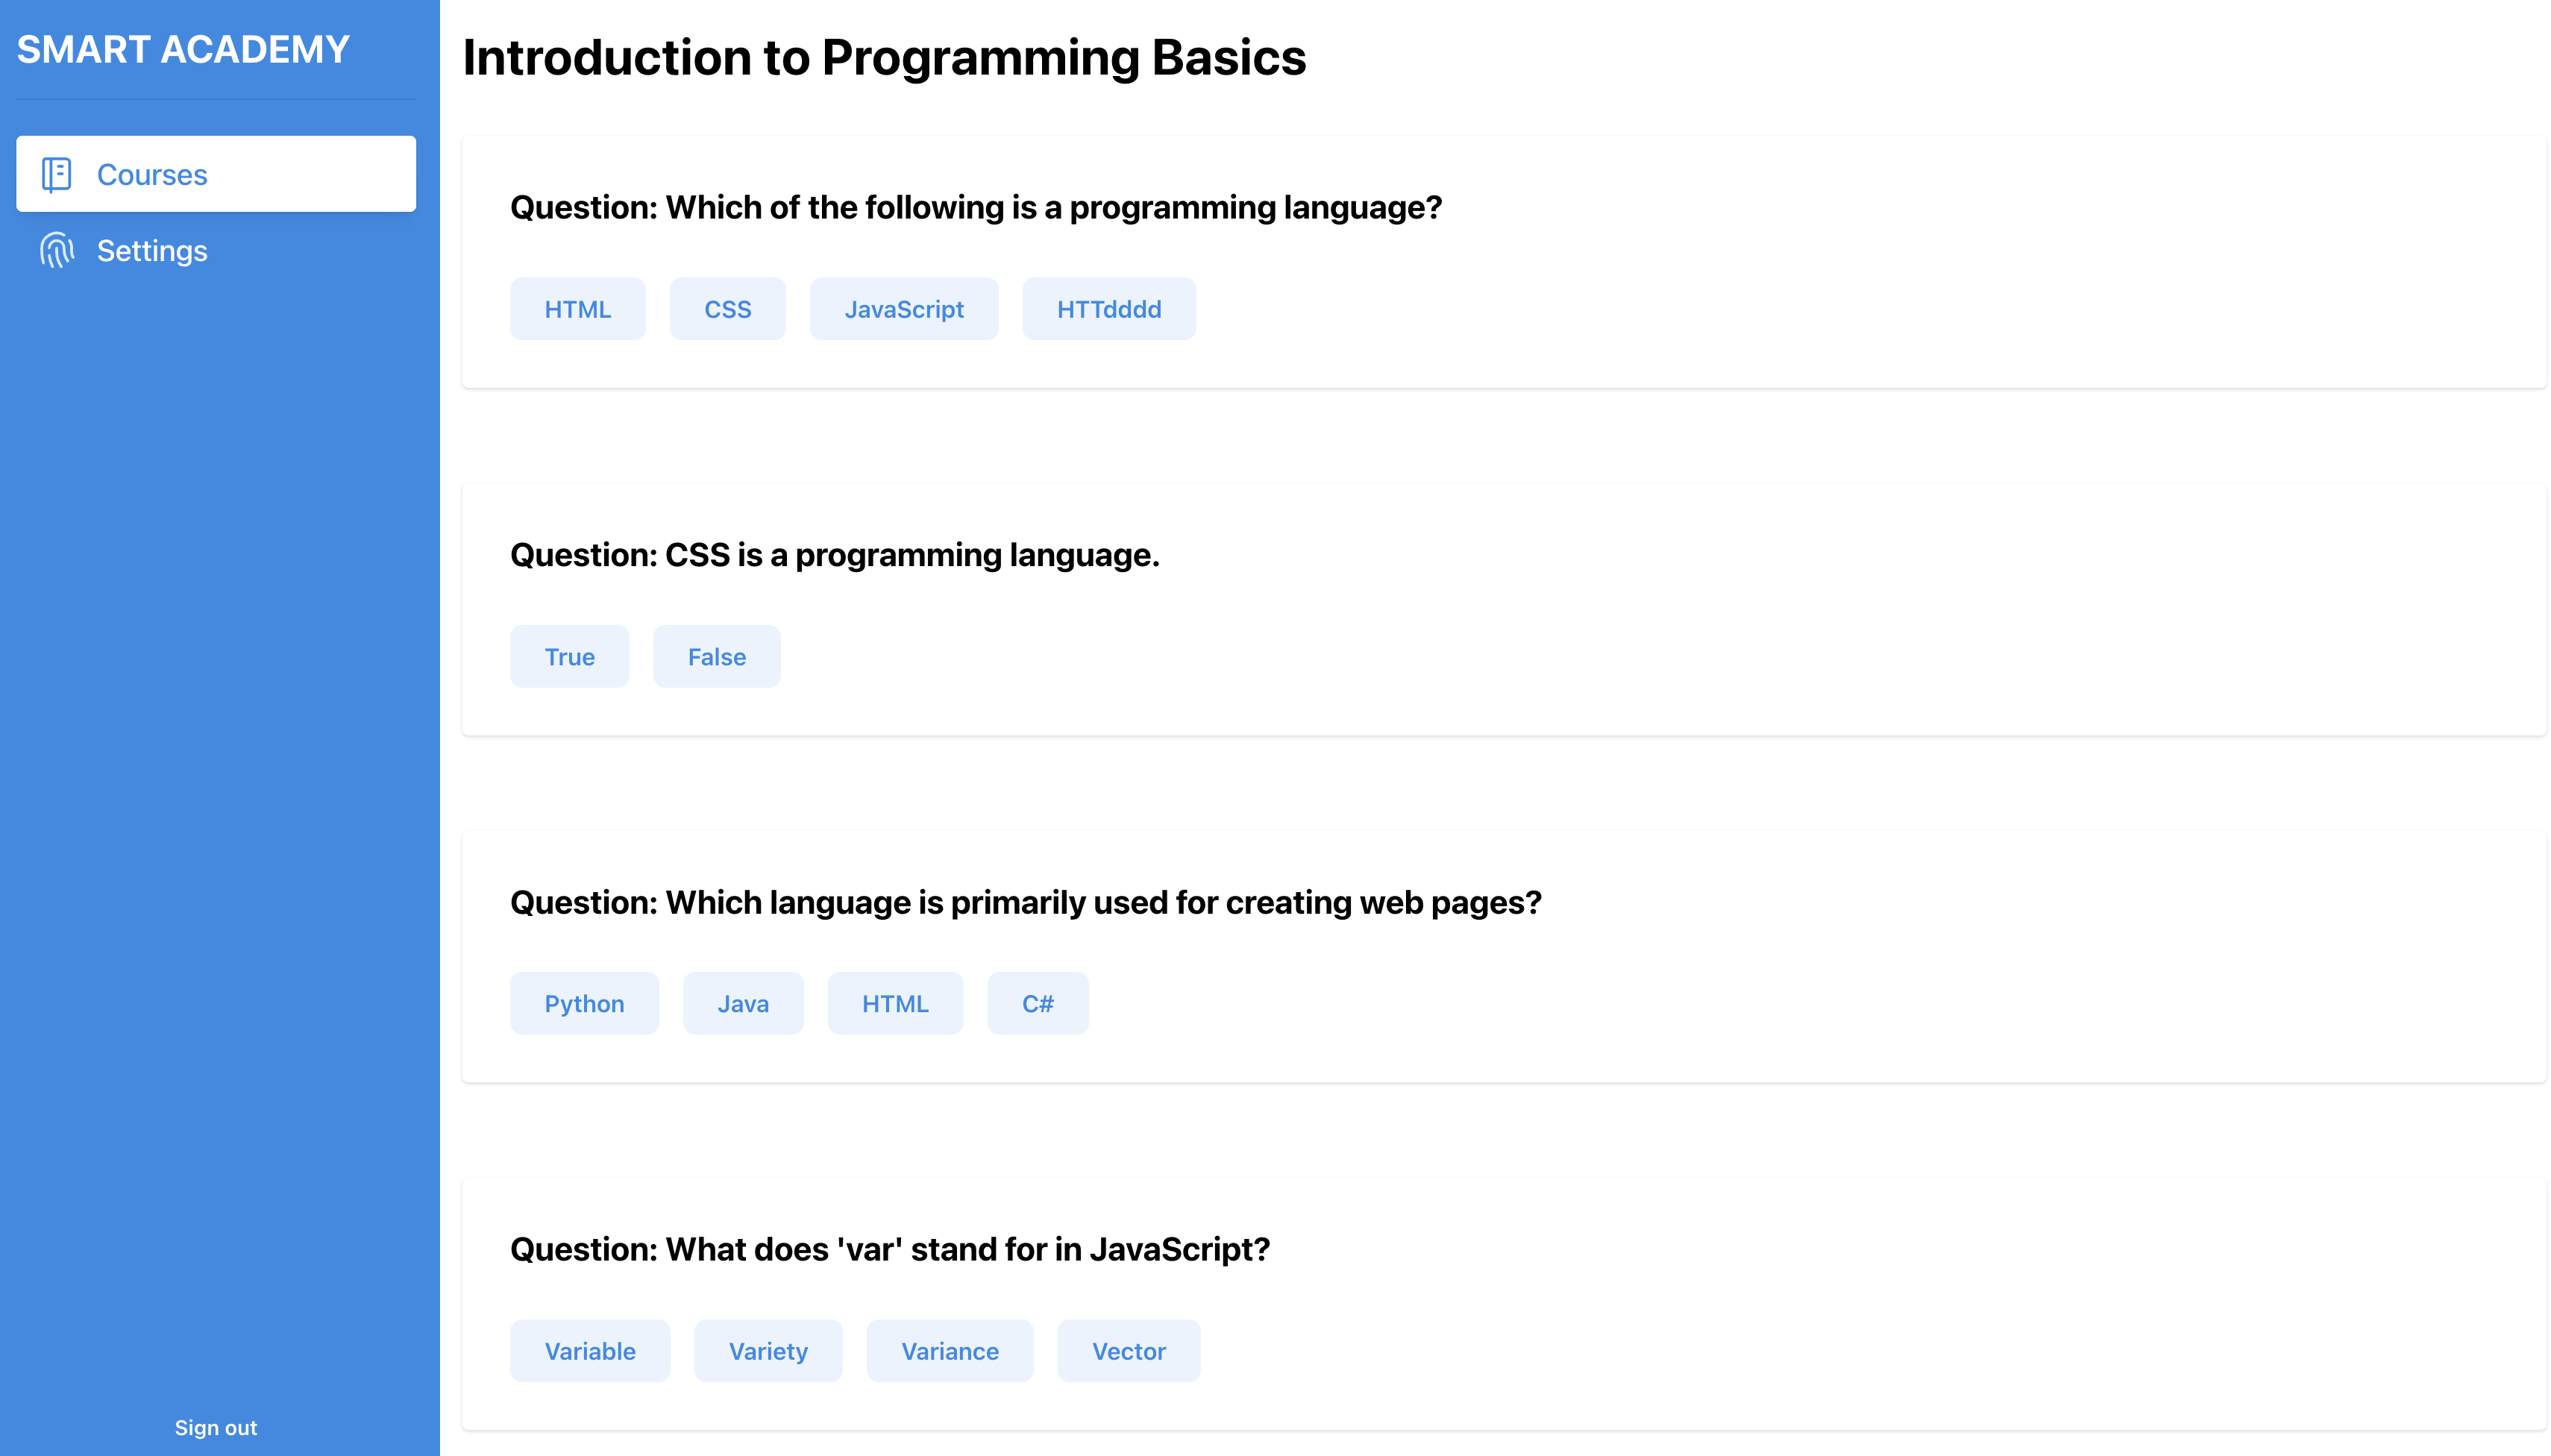 SMART ACADEMY
Courses
Settings
Sign out
Introduction to Programming Basics
Question: Which of the following is a programming language?
HTML CSS JavaScript HTTdddd
Question: CSS is a programming language.
True False
Question: Which language is primarily used for creating web pages?
Python Java HTML C#
Question: What does 'var' stand for in JavaScript?
Variable Variety Variance Vector